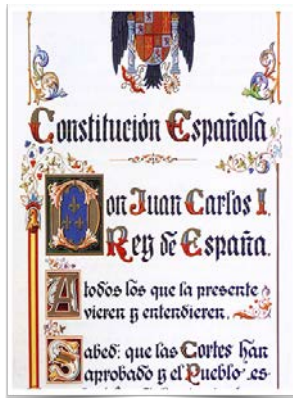 Constitución Española
Don Juan Carlos I,
Rey de España,
A todos los que la presente
vieren y entendieren,
Sabed: que las Cortes han
aprobado y el Pueblo es